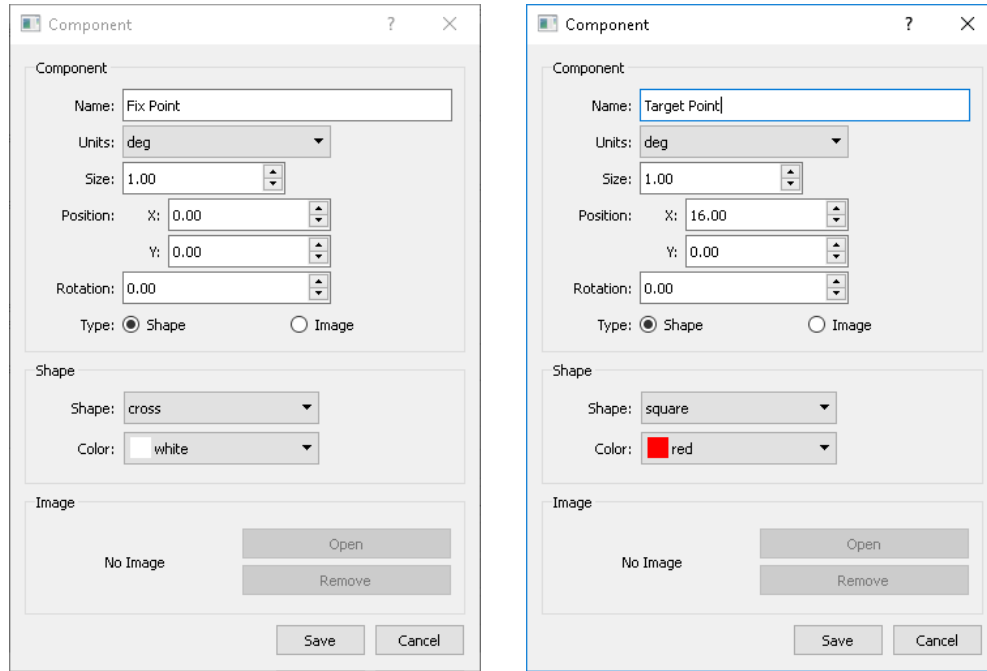 Component ?
Component
Name: Fix Point
Units: deg
Size: 1.00
Position: X: 0.00
Y: 0.00
Rotation: 0.00
Type: Shape Image
Shape
Shape: cross
Color: white
Image
No Image
Open
Remove
Save Cancel
Component ?
Component
Name: Target Point
Units: deg
Size: 1.00
Position: X: 16.00
Y: 0.00
Rotation: 0.00
Type: Shape Image
Shape
Shape: square
Color: red
Image
No Image
Open
Remove
Save Cancel